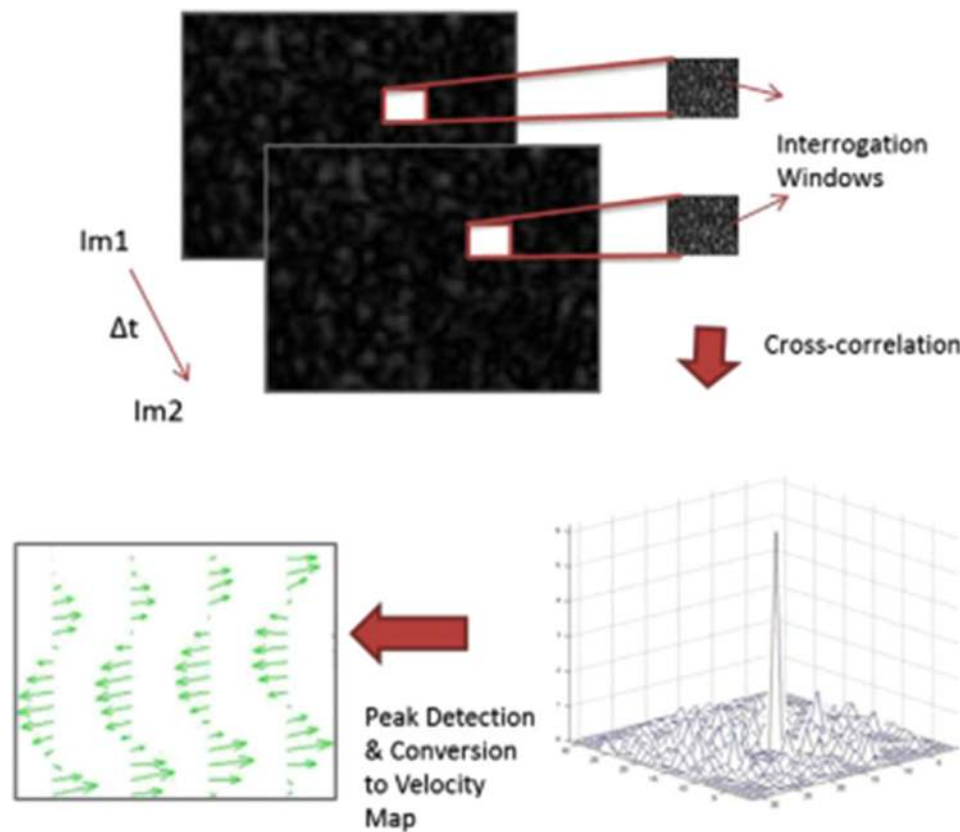 Interrogation
Windows
Im1
Δt
Im2
Cross-correlation
Peak Detection
& Conversion
to Velocity
Map